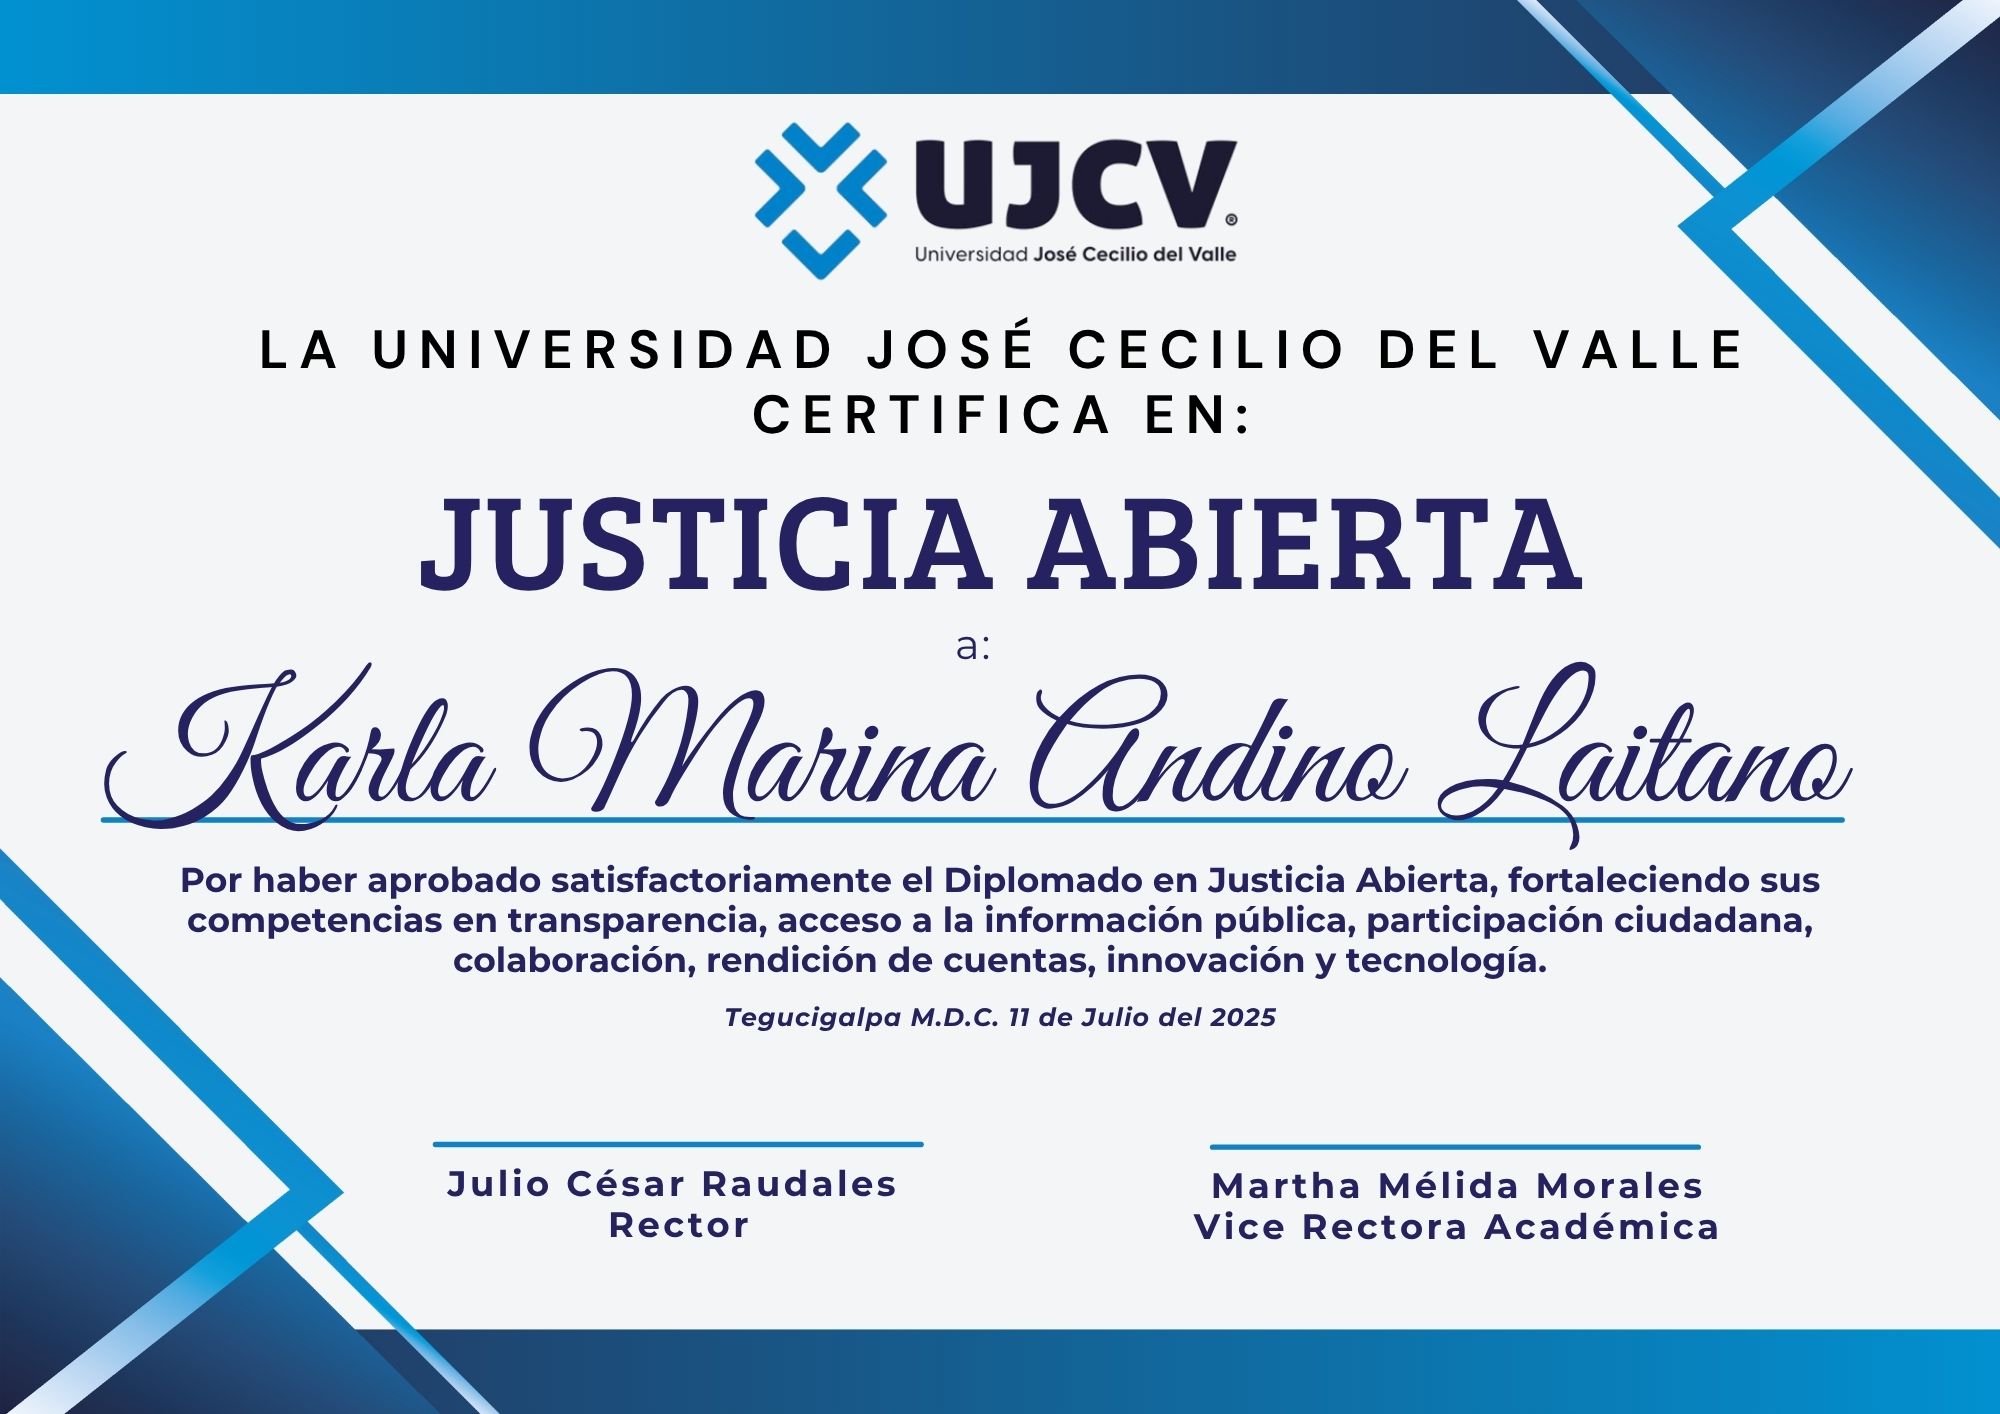 UJCV®
Universidad José Cecilio del Valle
LA UNIVERSIDAD JOSÉ CECILIO DEL VALLE
CERTIFICA EN:
JUSTICIA ABIERTA
a:
Karla Marina Andino Laitano
Por haber aprobado satisfactoriamente el Diplomado en Justicia Abierta, fortaleciendo sus
competencias en transparencia, acceso a la información pública, participación ciudadana,
colaboración, rendición de cuentas, innovación y tecnología.
Tegucigalpa M.D.C. 11 de Julio del 2025
Julio César Raudales
Rector
Martha Mélida Morales
Vice Rectora Académica